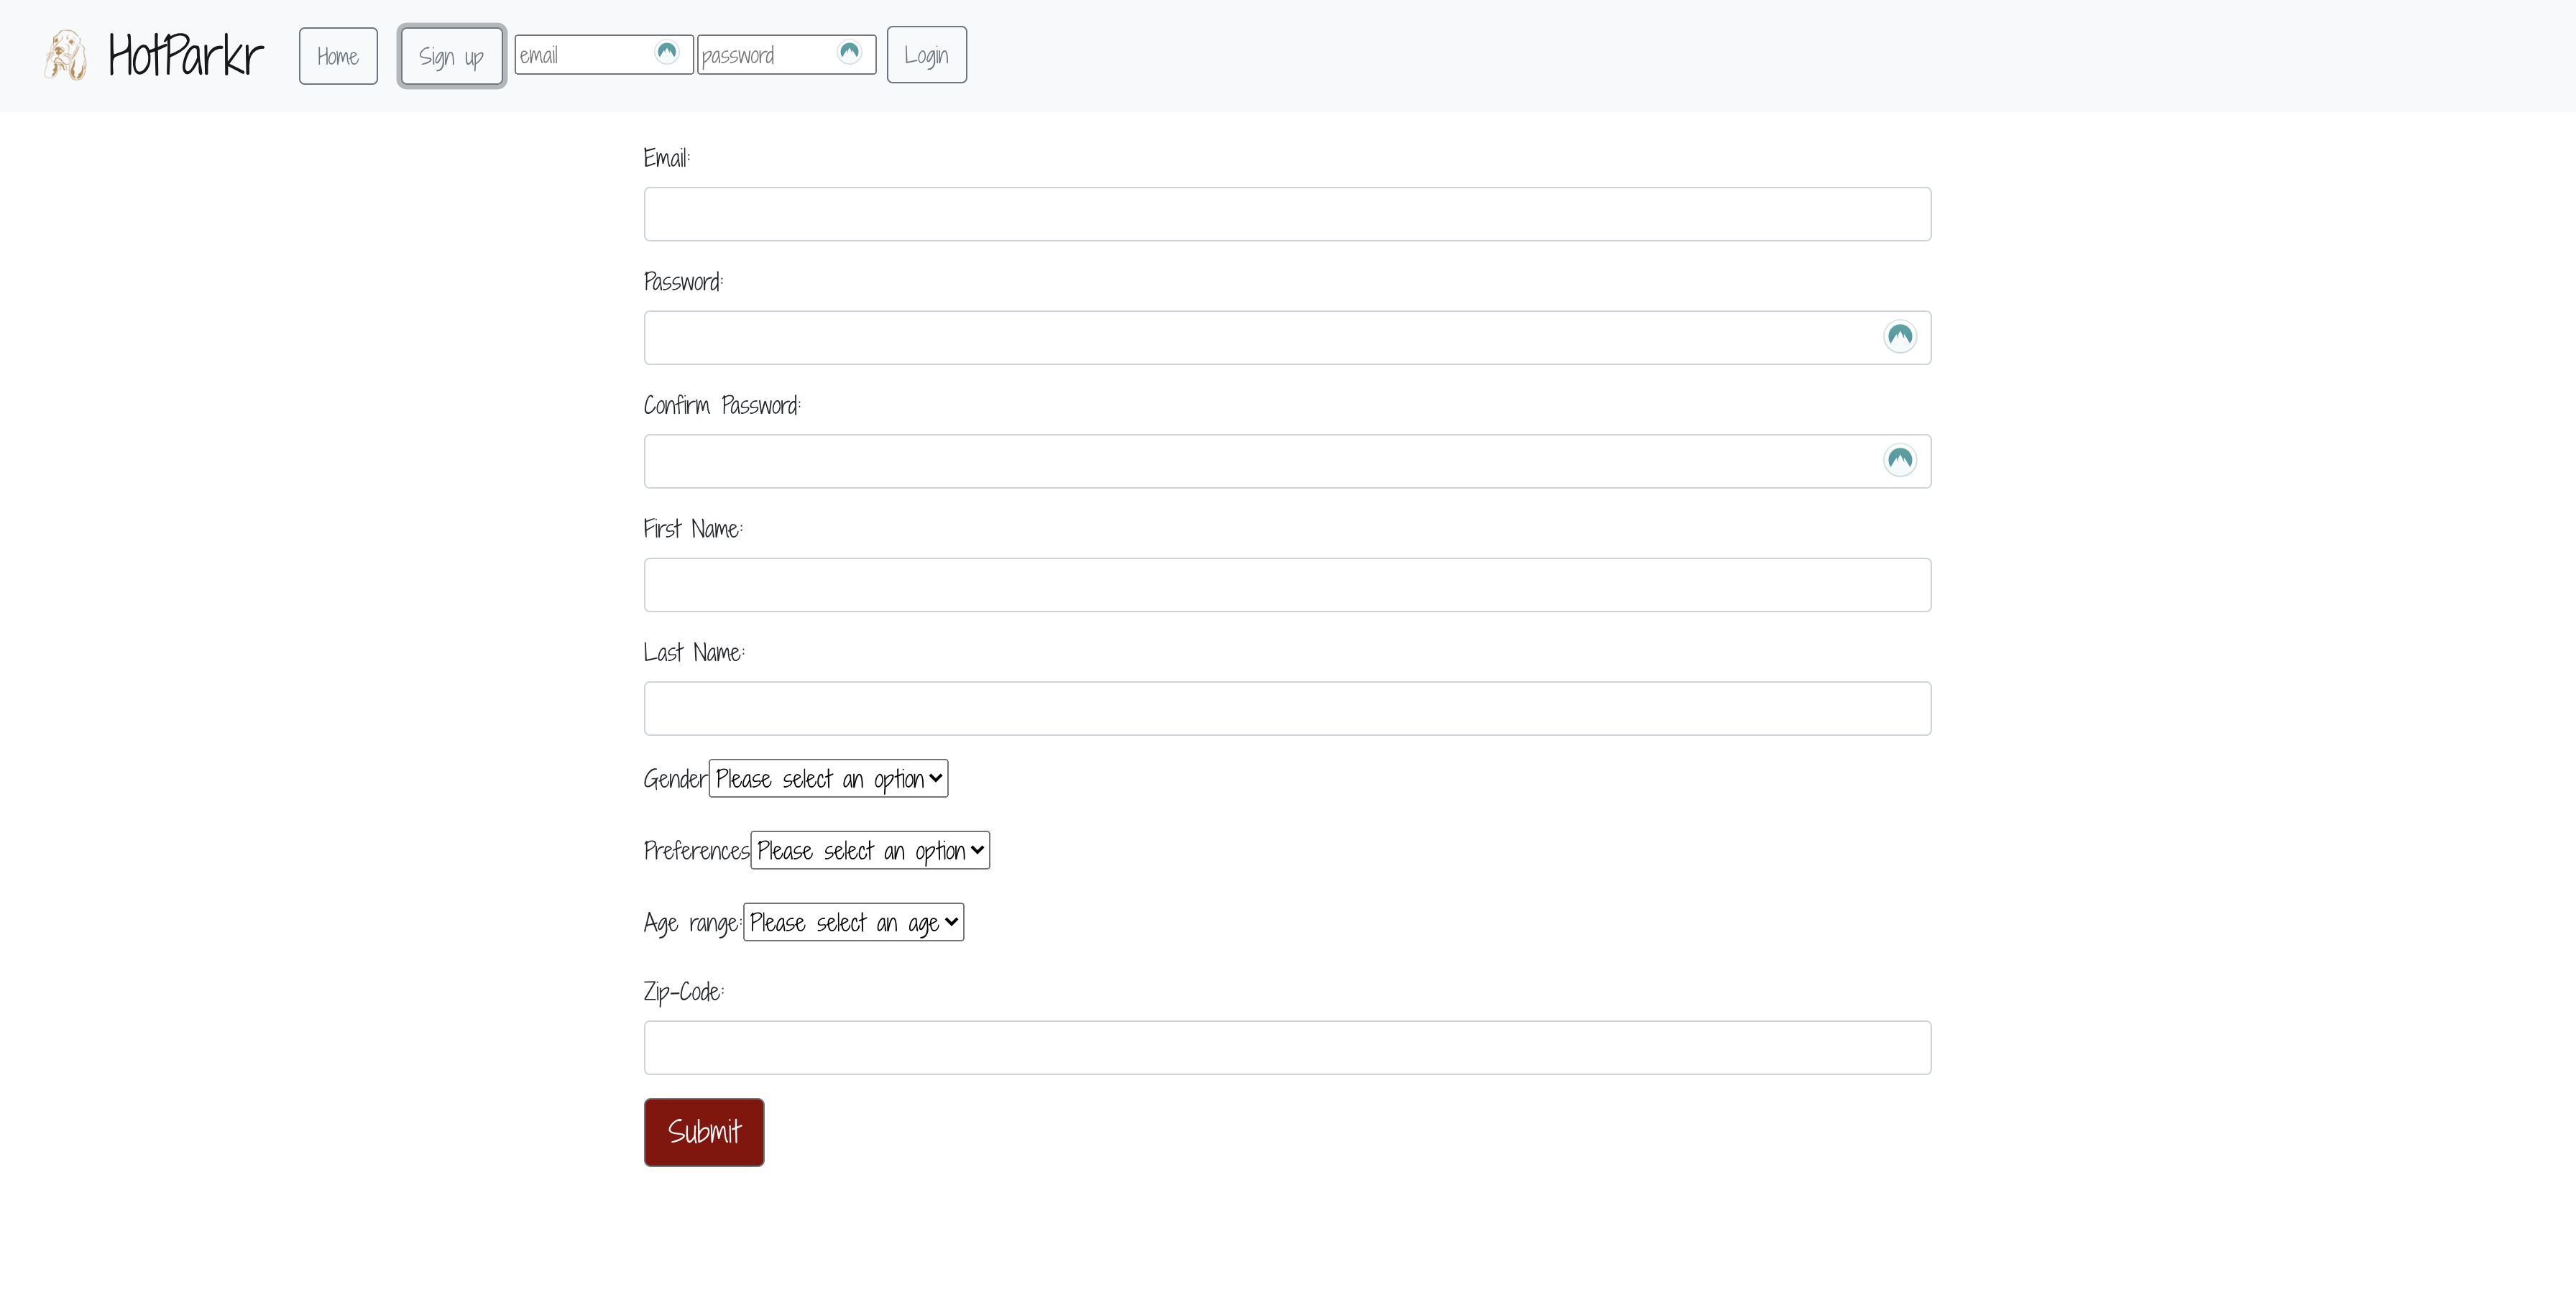 HotParkr Home Sign up email password Login
Email:
Password:
Confirm Password:
First Name:
Last Name:
Gender Please select an option
Preferences Please select an option
Age range: Please select an age
Zip-Code:
Submit